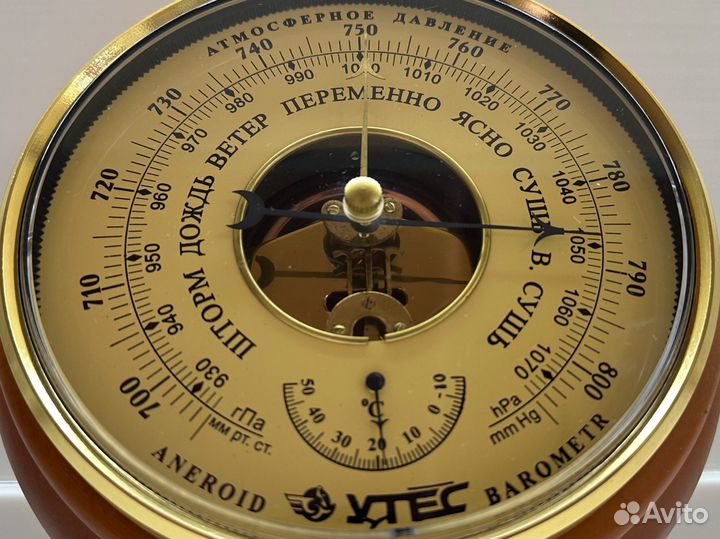 АТМОСФЕРНОЕ ДАВЛЕНИЕ
700 710 720 730 740 750 760 770 780 790 800
930 940 950 960 970 980 990 1000 1010 1020 1030 1040 1050 1060 1070
ШТОРМ ДОЖДЬ ВЕТЕР ПЕРЕМЕННО ЯСНО СУШЬ В. СУШЬ
гПа
мм рт. ст.
hPa
mmHg
50 40 30 20 10 0 -10
°C
ANEROID УТЕС BAROMETR
Avito